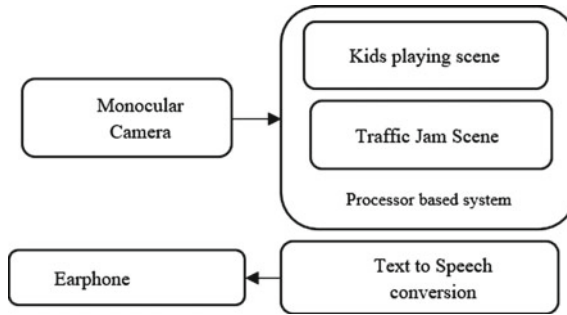 Kids playing scene
Monocular
Camera
Traffic Jam Scene
Processor based system
Text to Speech
conversion
Earphone